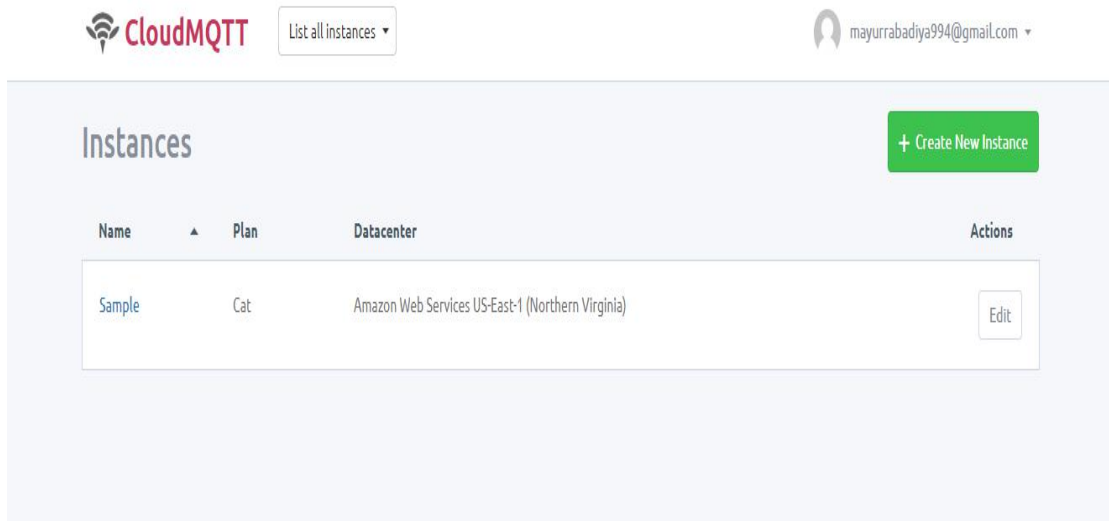 CloudMQTT List all instances mayurrabadiya994@gmail.com
Instances + Create New Instance
Name Plan Datacenter Actions
Sample Cat Amazon Web Services US-East-1 (Northern Virginia) Edit